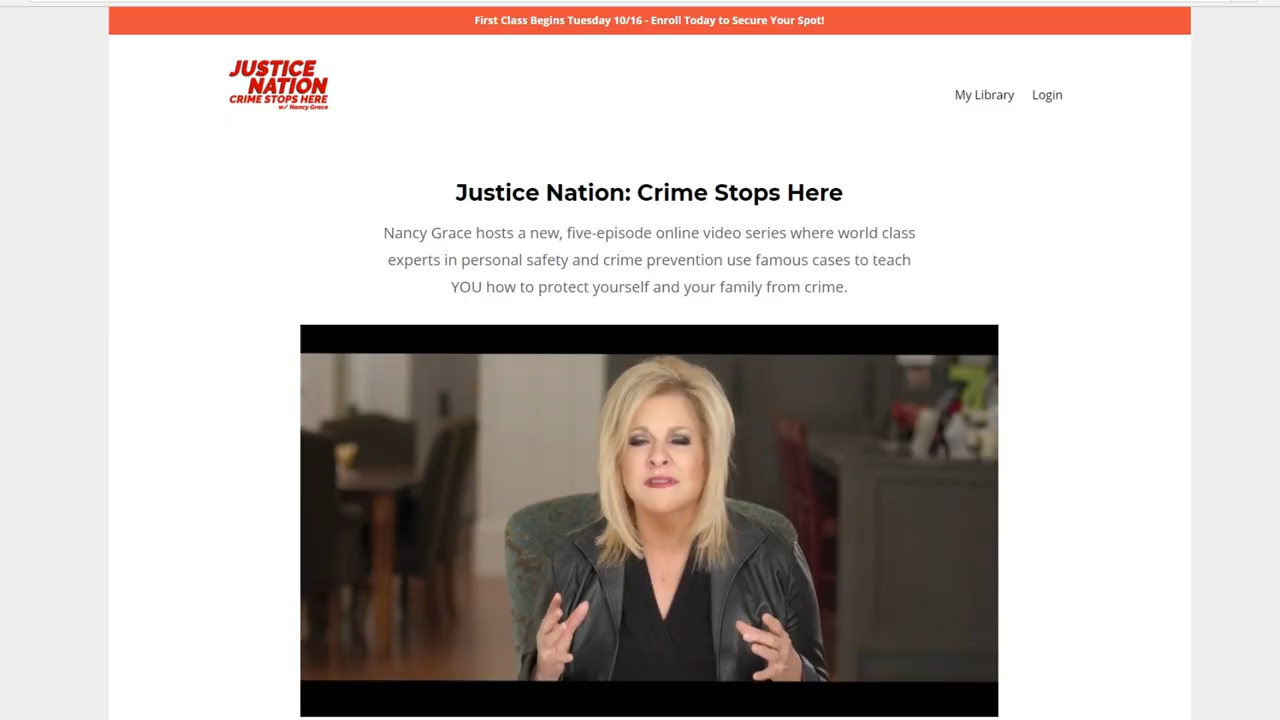 First Class Begins Tuesday 10/16 - Enroll Today to Secure Your Spot!
JUSTICE
NATION
CRIME STOPS HERE
w/ Nancy Grace
My Library Login
Justice Nation: Crime Stops Here
Nancy Grace hosts a new, five-episode online video series where world class
experts in personal safety and crime prevention use famous cases to teach
YOU how to protect yourself and your family from crime.